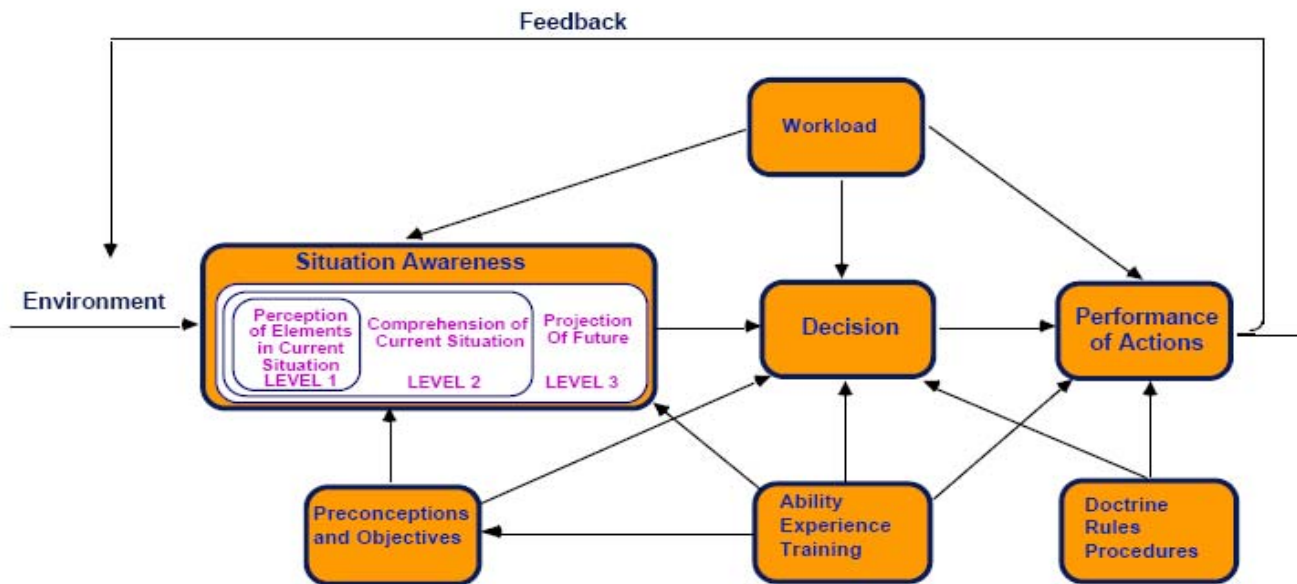 Feedback
Workload
Situation Awareness
Environment
Perception
of Elements
in Current
Situation
LEVEL 1
Comprehension of
Current Situation
LEVEL 2
Projection
Of Future
LEVEL 3
Decision
Performance
of Actions
Preconceptions
and Objectives
Ability
Experience
Training
Doctrine
Rules
Procedures